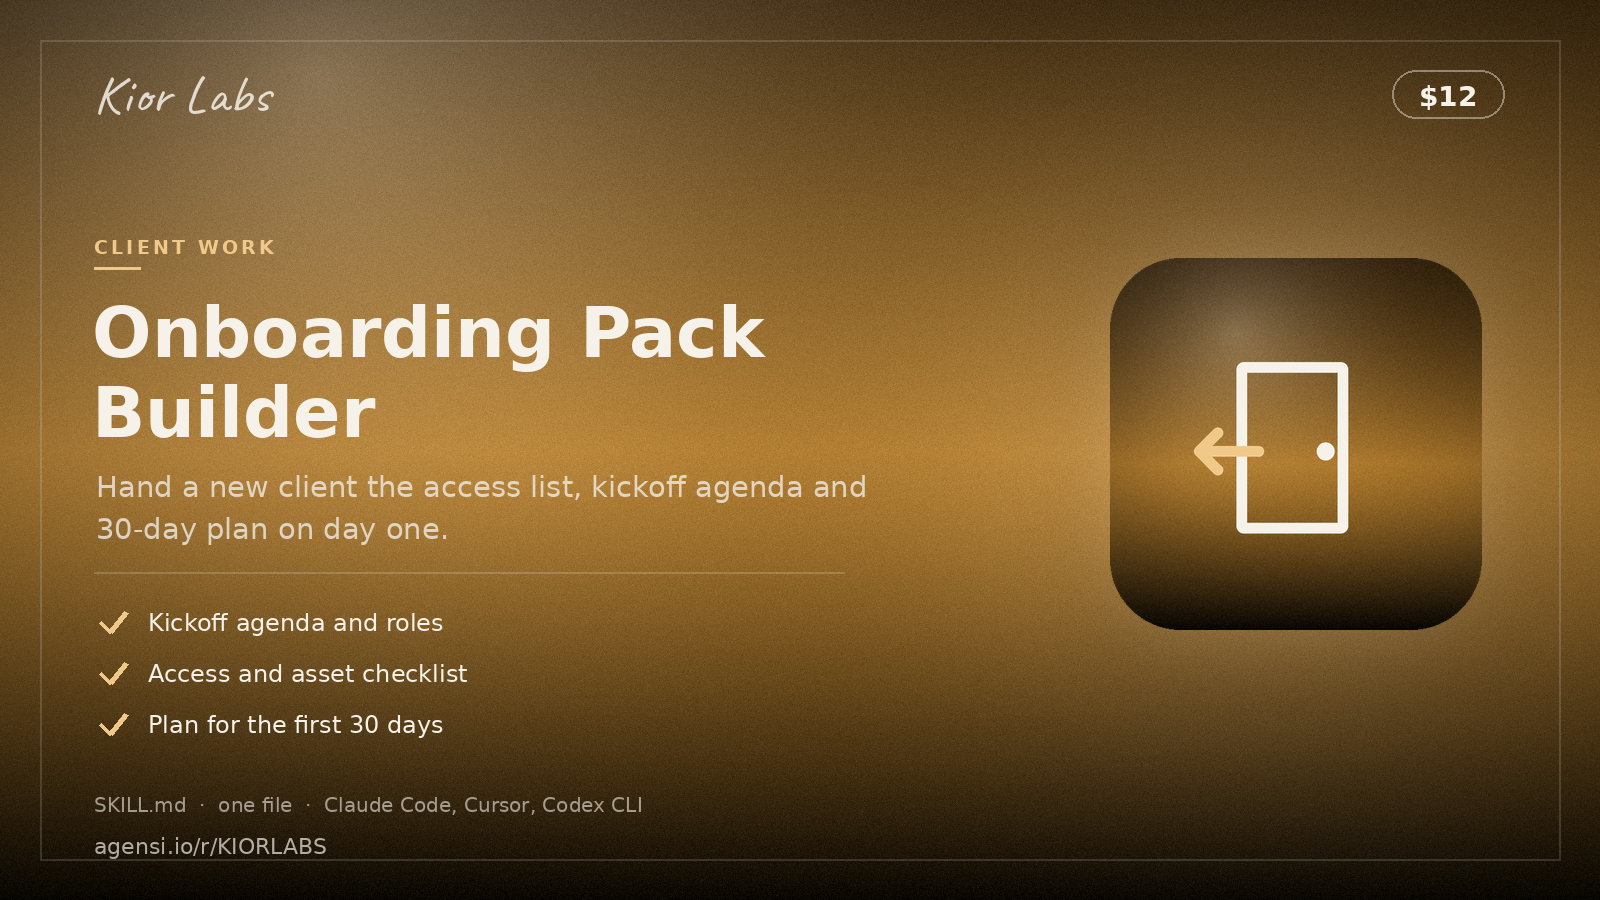 Kior Labs
$12
CLIENT WORK
Onboarding Pack
Builder
Hand a new client the access list, kickoff agenda and
30-day plan on day one.
Kickoff agenda and roles
Access and asset checklist
Plan for the first 30 days
SKILL.md · one file · Claude Code, Cursor, Codex CLI
agensi.io/r/KIORLABS